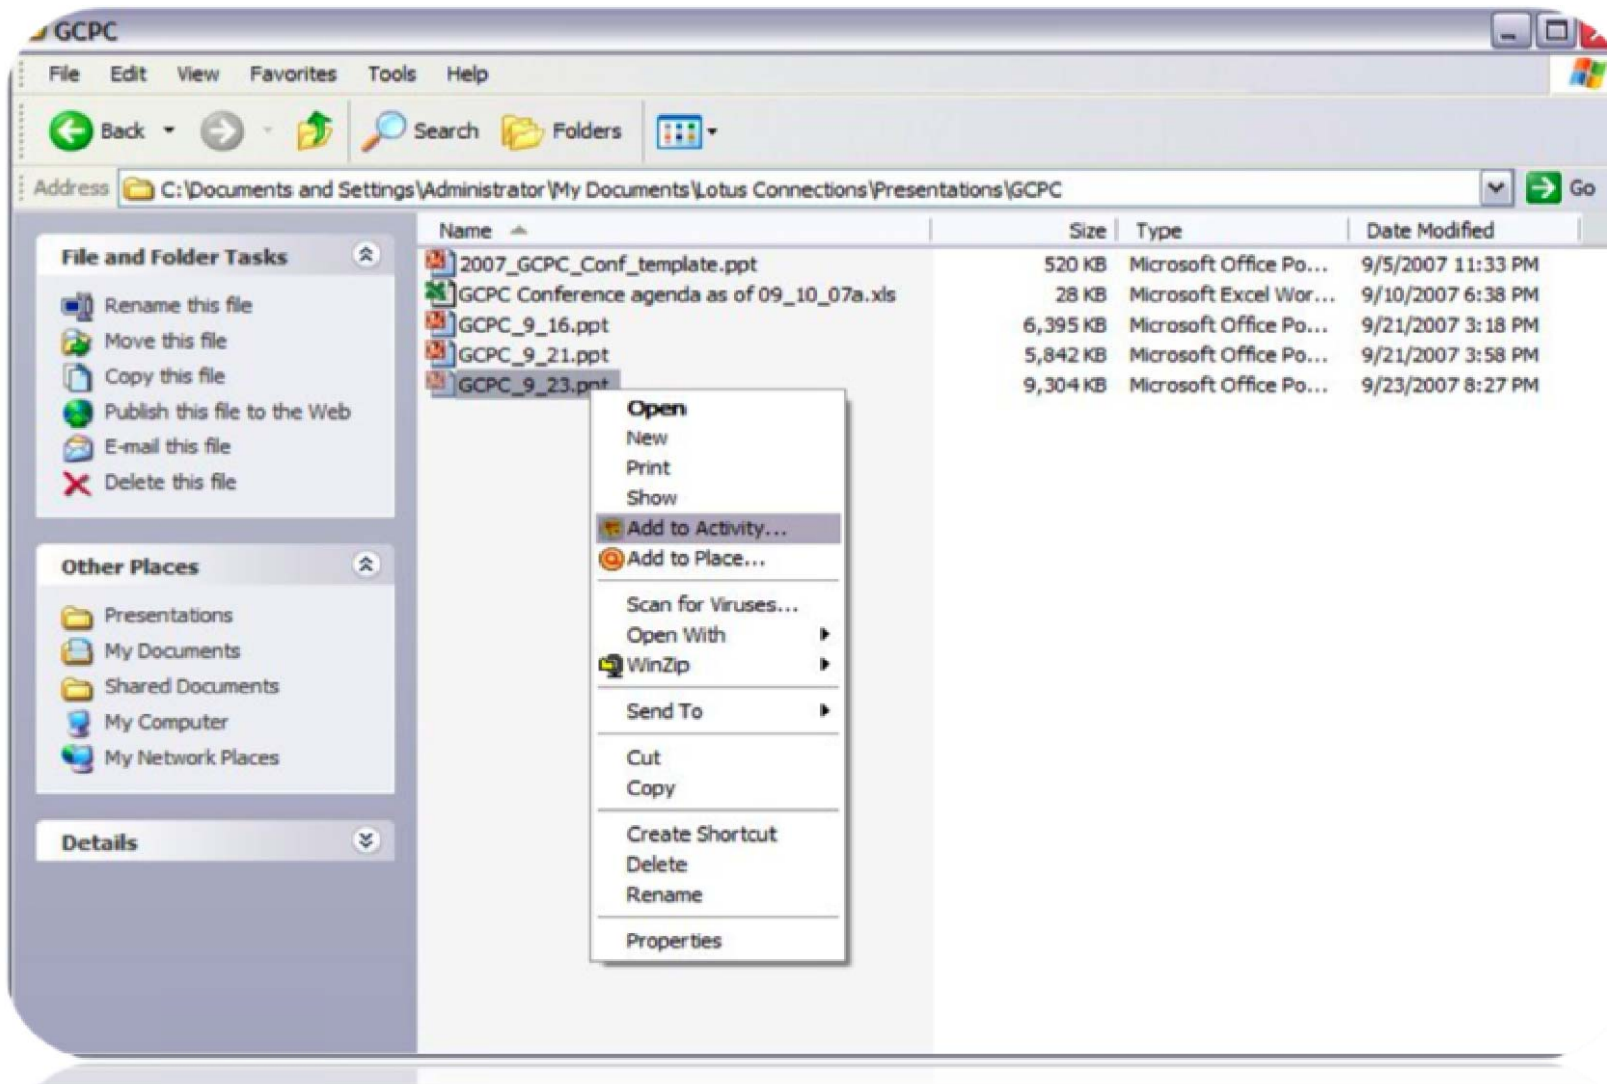 GCPC
File Edit View Favorites Tools Help
Back Search Folders
Address C:\Documents and Settings\Administrator\My Documents\Lotus Connections\Presentations\GCPC Go
Name Size Type Date Modified
2007_GCPC_Conf_template.ppt 520 KB Microsoft Office Po... 9/5/2007 11:33 PM
GCPC Conference agenda as of 09_10_07a.xls 28 KB Microsoft Excel Wor... 9/10/2007 6:38 PM
GCPC_9_16.ppt 6,395 KB Microsoft Office Po... 9/21/2007 3:18 PM
GCPC_9_21.ppt 5,842 KB Microsoft Office Po... 9/21/2007 3:58 PM
GCPC_9_23.ppt 9,304 KB Microsoft Office Po... 9/23/2007 8:27 PM
File and Folder Tasks
Rename this file
Move this file
Copy this file
Publish this file to the Web
E-mail this file
Delete this file
Other Places
Presentations
My Documents
Shared Documents
My Computer
My Network Places
Details
Open
New
Print
Show
Add to Activity...
Add to Place...
Scan for Viruses...
Open With
WinZip
Send To
Cut
Copy
Create Shortcut
Delete
Rename
Properties